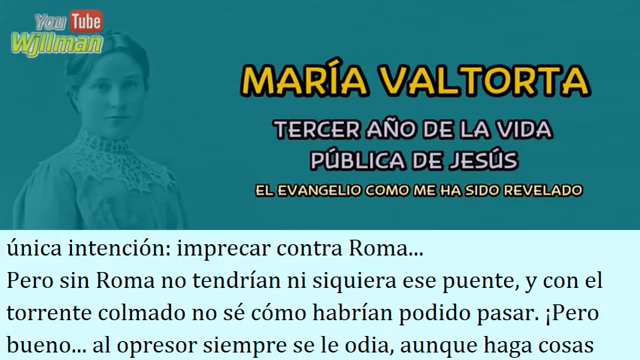 You Tube
Wjllman
MARÍA VALTORTA
TERCER AÑO DE LA VIDA
PÚBLICA DE JESÚS
EL EVANGELIO COMO ME HA SIDO REVELADO
única intención: imprecar contra Roma...
Pero sin Roma no tendrían ni siquiera ese puente, y con el
torrente colmado no sé cómo habrían podido pasar. ¡Pero
bueno... al opresor siempre se le odia, aunque haga cosas